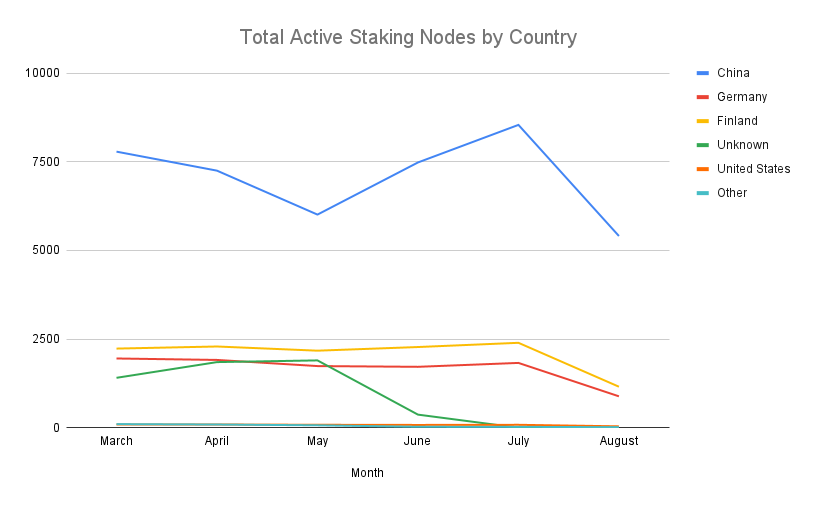 Total Active Staking Nodes by Country
10000
7500
5000
2500
0
March April May June July August
Month
China
Germany
Finland
Unknown
United States
Other